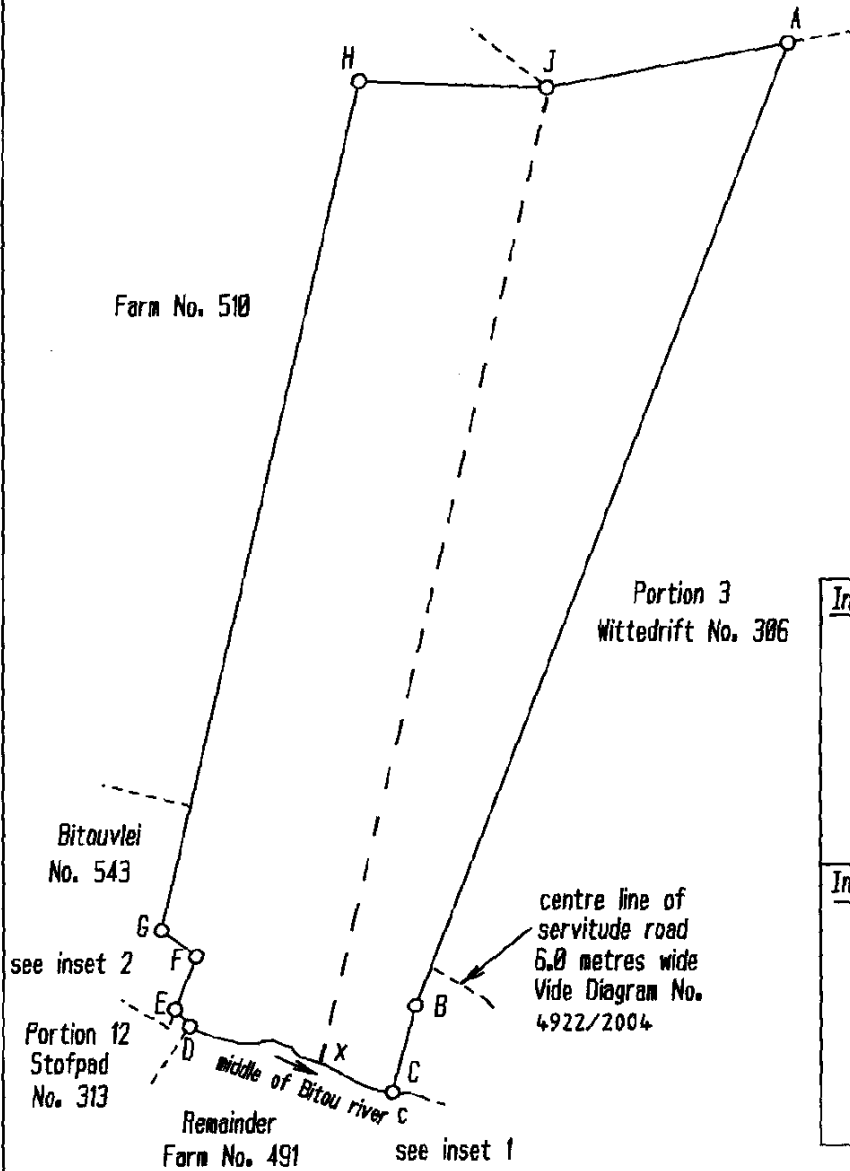 A
H
J
Farm No. 510
Portion 3
Wittedrift No. 306
In
Bitouvlei
No. 543
In
centre line of
servitude road
6.0 metres wide
Vide Diagram No.
4922/2004
G
F
see inset 2
E
B
D
Portion 12
Stofpad
No. 313
x
C
middle of Bitou river
c
Remainder
Farm No. 491
see inset 1